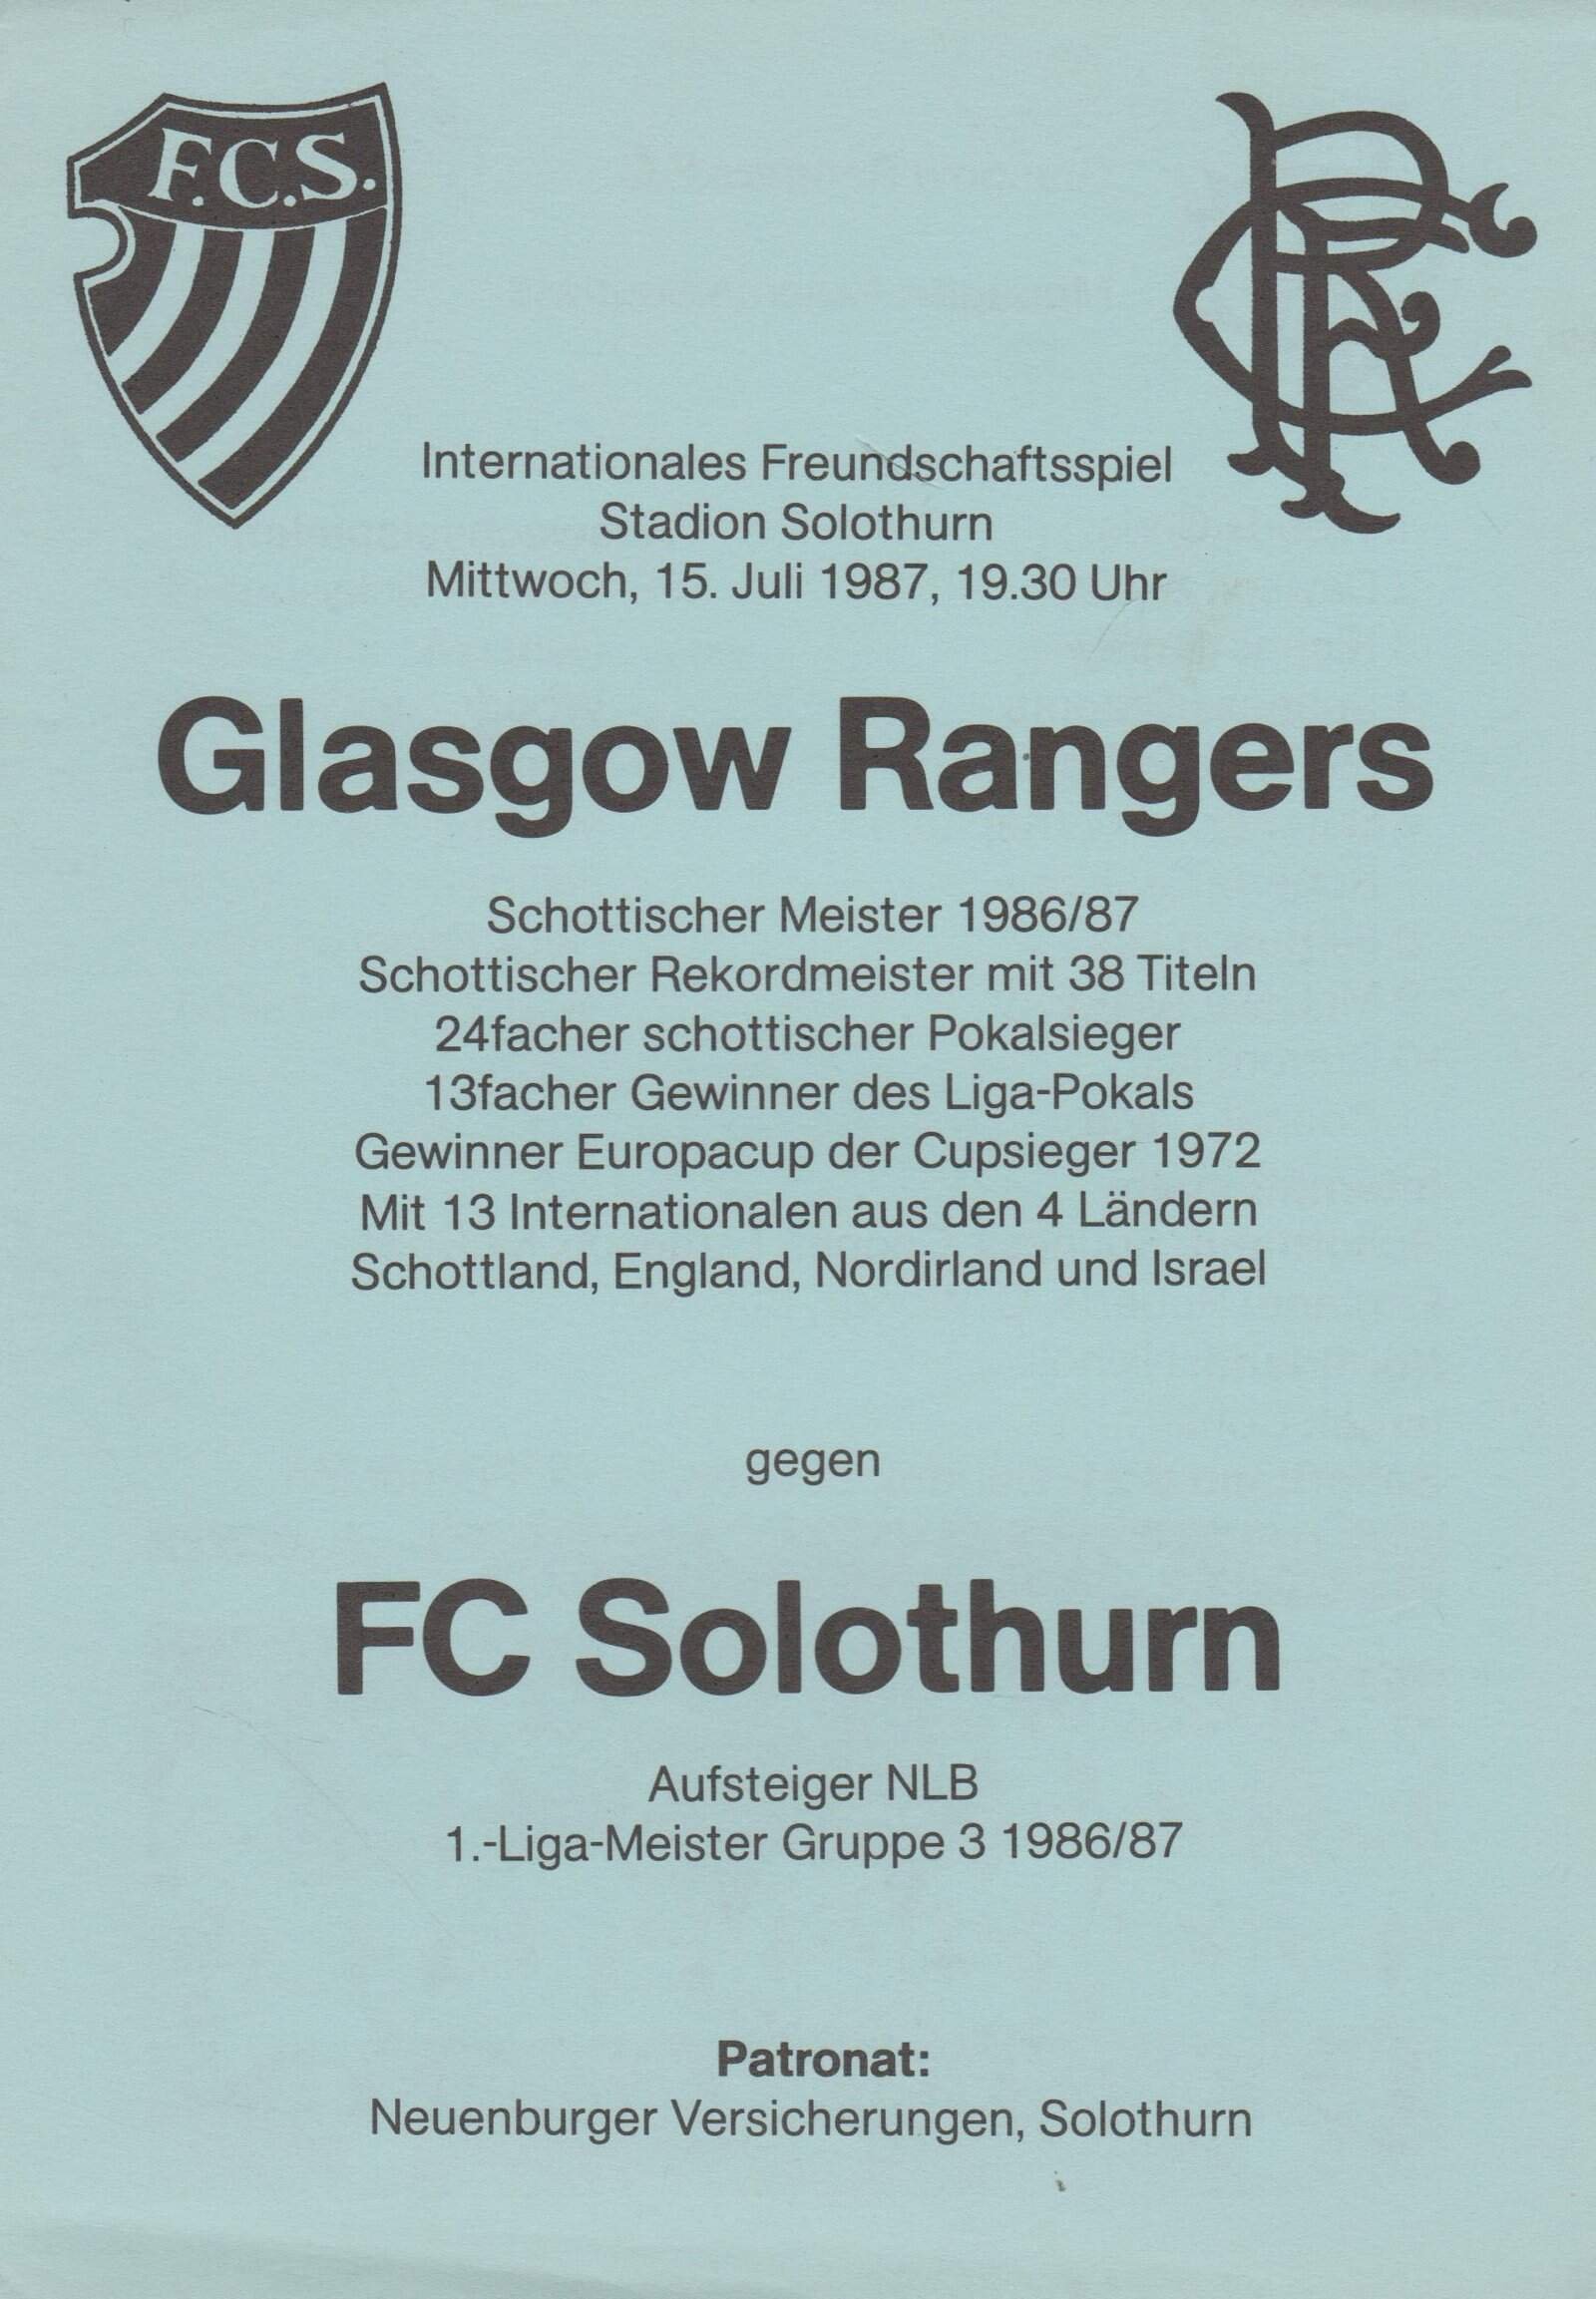 F.C.S.
Internationales Freundschaftsspiel
Stadion Solothurn
Mittwoch, 15. Juli 1987, 19.30 Uhr
Glasgow Rangers
Schottischer Meister 1986/87
Schottischer Rekordmeister mit 38 Titeln
24facher schottischer Pokalsieger
13facher Gewinner des Liga-Pokals
Gewinner Europacup der Cupsieger 1972
Mit 13 Internationalen aus den 4 Ländern
Schottland, England, Nordirland und Israel
gegen
FC Solothurn
Aufsteiger NLB
1.-Liga-Meister Gruppe 3 1986/87
Patronat:
Neuenburger Versicherungen, Solothurn